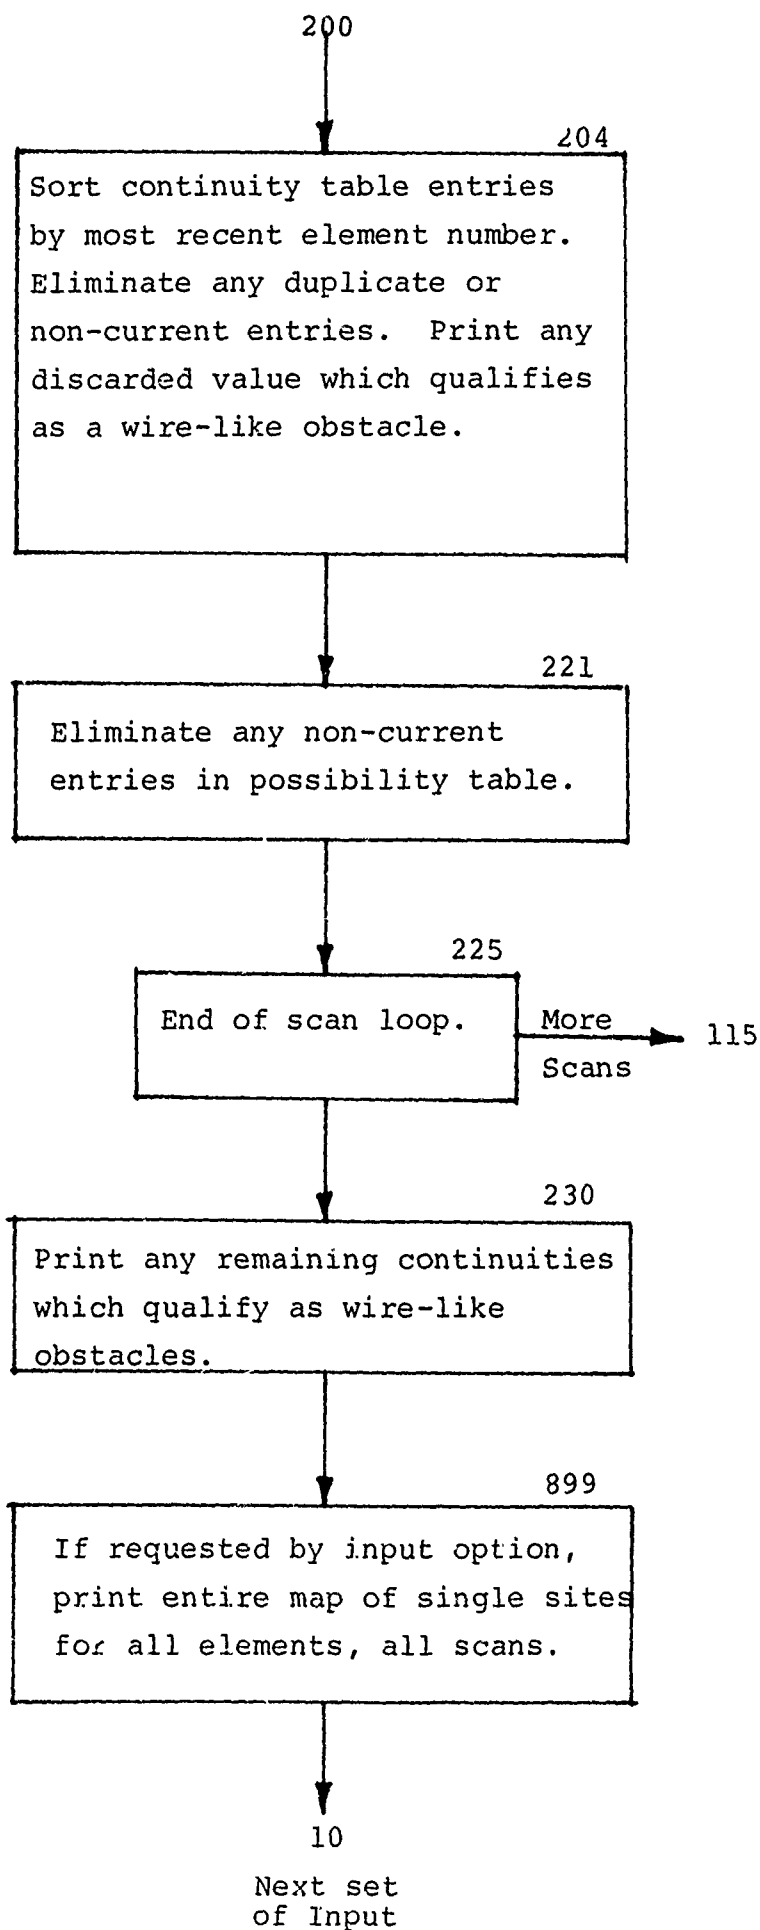 200
204
Sort continuity table entries
by most recent element number.
Eliminate any duplicate or
non-current entries. Print any
discarded value which qualifies
as a wire-like obstacle.
221
Eliminate any non-current
entries in possibility table.
225
End of scan loop.
More
Scans
115
230
Print any remaining continuities
which qualify as wire-like
obstacles.
899
If requested by input option,
print entire map of single sites
for all elements, all scans.
10
Next set
of Input